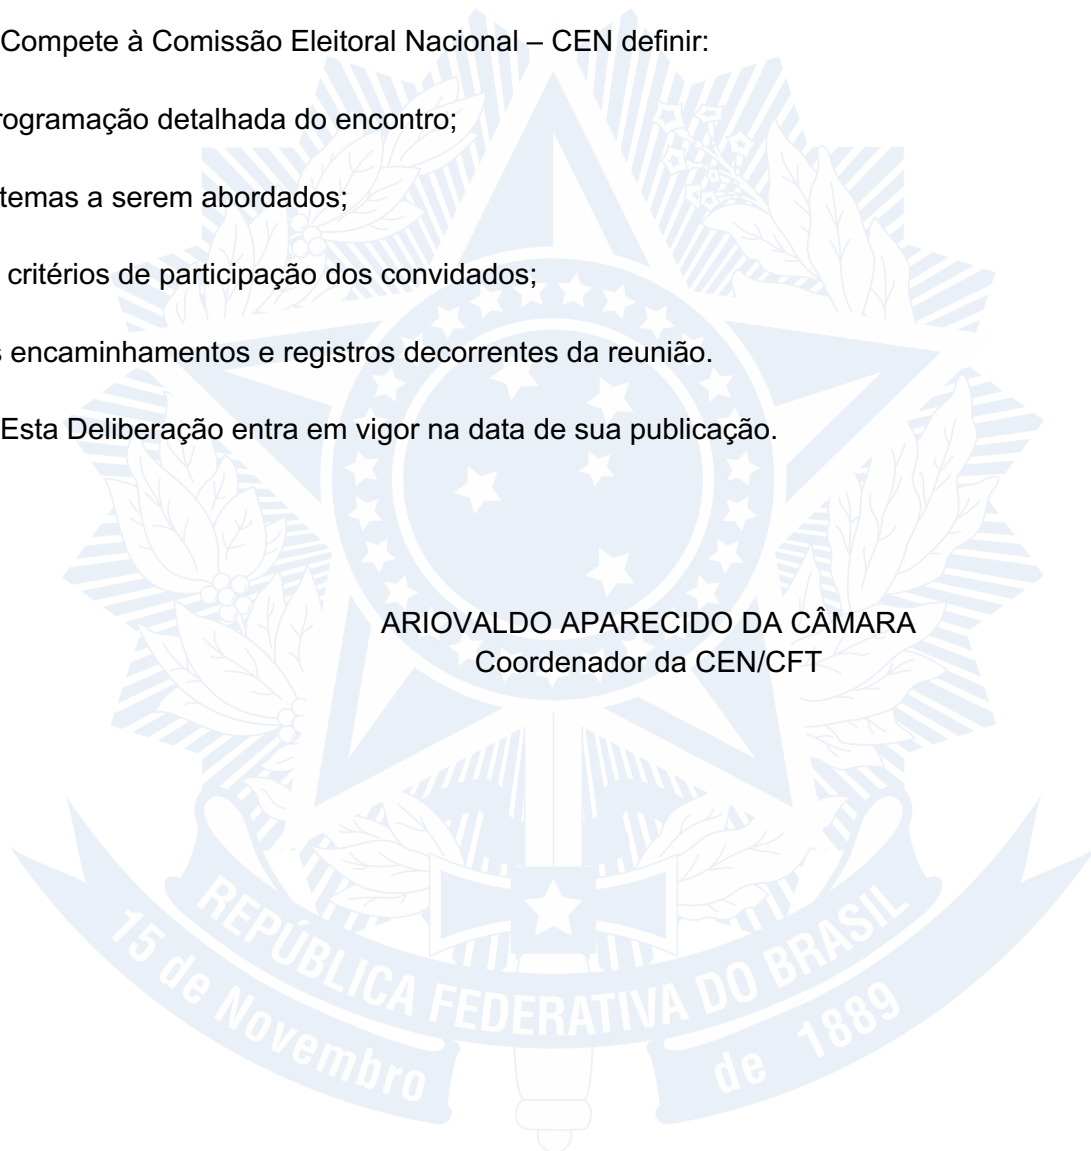 Compete à Comissão Eleitoral Nacional – CEN definir:
rogramação detalhada do encontro;
temas a serem abordados;
critérios de participação dos convidados;
s encaminhamentos e registros decorrentes da reunião.
Esta Deliberação entra em vigor na data de sua publicação.
ARIOVALDO APARECIDO DA CÂMARA
Coordenador da CEN/CFT
REPÚBLICA FEDERATIVA DO BRASIL
15 de Novembro de 1889